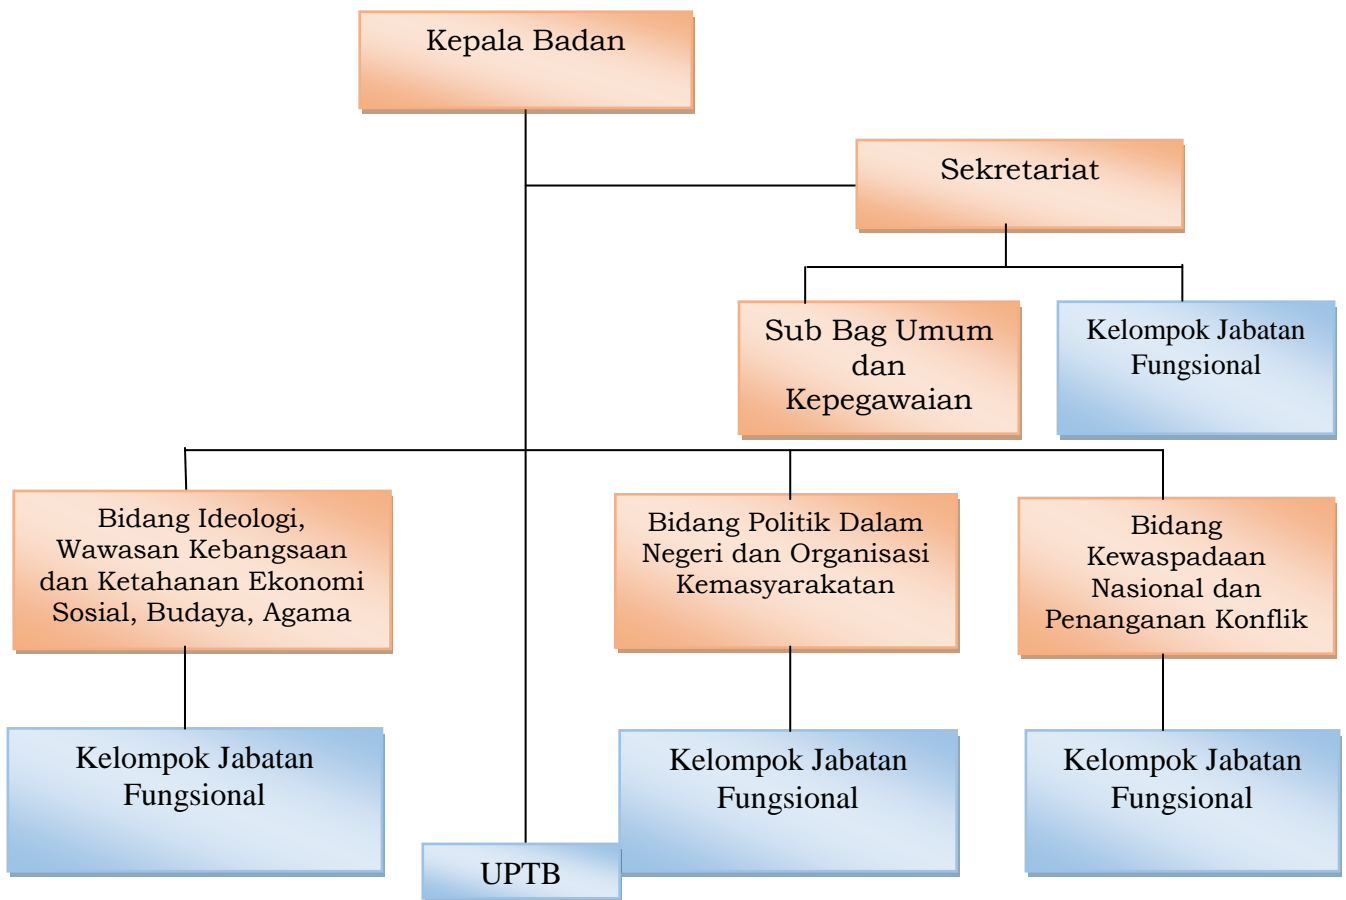 Kepala Badan
Sekretariat
Sub Bag Umum
dan
Kepegawaian
Kelompok Jabatan
Fungsional
Bidang Ideologi,
Wawasan Kebangsaan
dan Ketahanan Ekonomi
Sosial, Budaya, Agama
Bidang Politik Dalam
Negeri dan Organisasi
Kemasyarakatan
Bidang
Kewaspadaan
Nasional dan
Penanganan Konflik
Kelompok Jabatan
Fungsional
Kelompok Jabatan
Fungsional
Kelompok Jabatan
Fungsional
UPTB